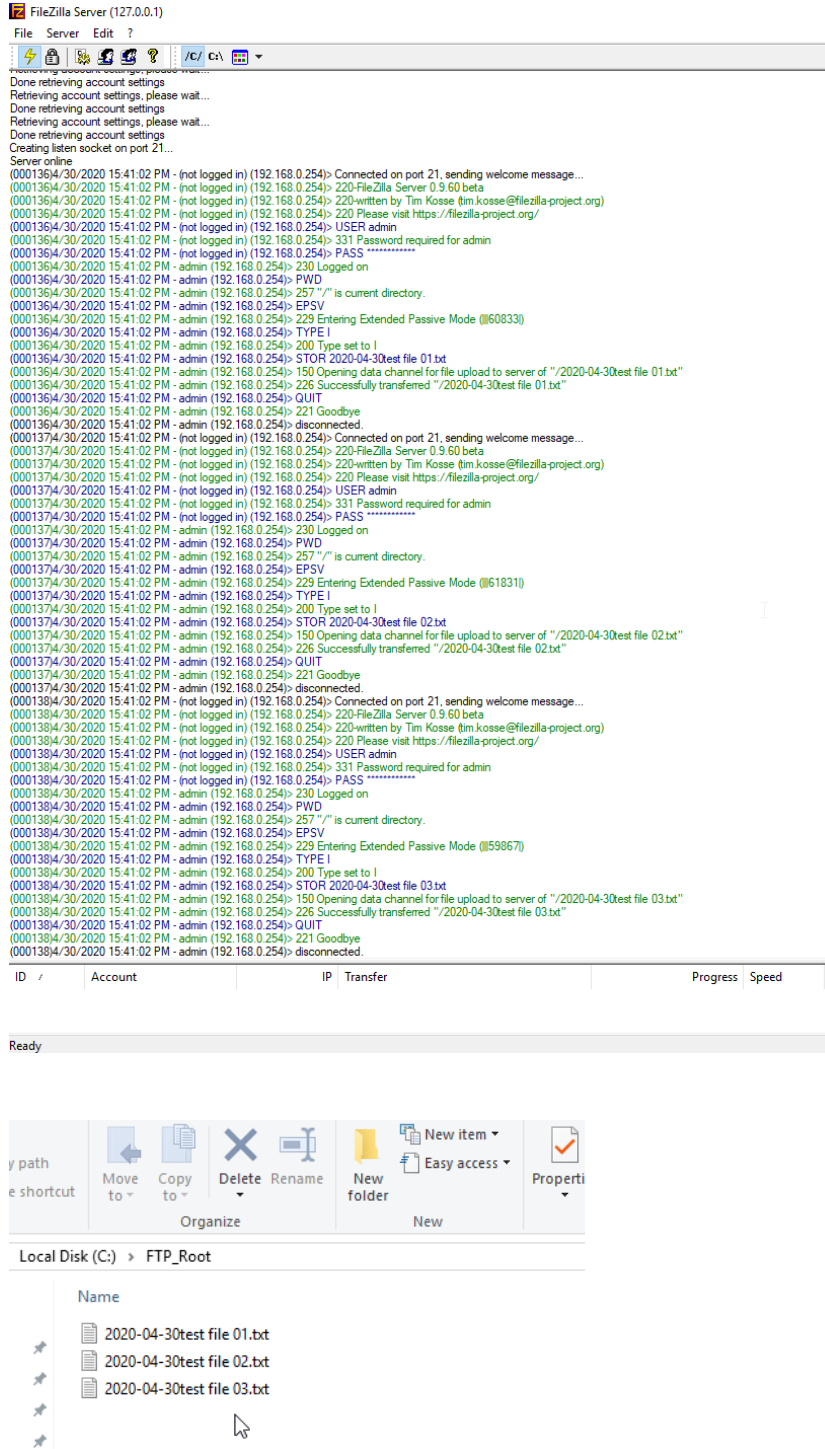 FileZilla Server (127.0.0.1)
File Server Edit ?
/C/ C:\
Retrieving account settings, please wait...
Done retrieving account settings
Retrieving account settings, please wait...
Done retrieving account settings
Retrieving account settings, please wait...
Done retrieving account settings
Creating listen socket on port 21...
Server online
(000136)4/30/2020 15:41:02 PM - (not logged in) (192.168.0.254)> Connected on port 21, sending welcome message...
(000136)4/30/2020 15:41:02 PM - (not logged in) (192.168.0.254)> 220-FileZilla Server 0.9.60 beta
(000136)4/30/2020 15:41:02 PM - (not logged in) (192.168.0.254)> 220-written by Tim Kosse (tim.kosse@filezilla-project.org)
(000136)4/30/2020 15:41:02 PM - (not logged in) (192.168.0.254)> 220 Please visit https://filezilla-project.org/
(000136)4/30/2020 15:41:02 PM - (not logged in) (192.168.0.254)> USER admin
(000136)4/30/2020 15:41:02 PM - (not logged in) (192.168.0.254)> 331 Password required for admin
(000136)4/30/2020 15:41:02 PM - (not logged in) (192.168.0.254)> PASS ************
(000136)4/30/2020 15:41:02 PM - admin (192.168.0.254)> 230 Logged on
(000136)4/30/2020 15:41:02 PM - admin (192.168.0.254)> PWD
(000136)4/30/2020 15:41:02 PM - admin (192.168.0.254)> 257 "/" is current directory.
(000136)4/30/2020 15:41:02 PM - admin (192.168.0.254)> EPSV
(000136)4/30/2020 15:41:02 PM - admin (192.168.0.254)> 229 Entering Extended Passive Mode (|||60833|)
(000136)4/30/2020 15:41:02 PM - admin (192.168.0.254)> TYPE I
(000136)4/30/2020 15:41:02 PM - admin (192.168.0.254)> 200 Type set to I
(000136)4/30/2020 15:41:02 PM - admin (192.168.0.254)> STOR 2020-04-30test file 01.txt
(000136)4/30/2020 15:41:02 PM - admin (192.168.0.254)> 150 Opening data channel for file upload to server of "/2020-04-30test file 01.txt"
(000136)4/30/2020 15:41:02 PM - admin (192.168.0.254)> 226 Successfully transferred "/2020-04-30test file 01.txt"
(000136)4/30/2020 15:41:02 PM - admin (192.168.0.254)> QUIT
(000136)4/30/2020 15:41:02 PM - admin (192.168.0.254)> 221 Goodbye
(000136)4/30/2020 15:41:02 PM - admin (192.168.0.254)> disconnected.
(000137)4/30/2020 15:41:02 PM - (not logged in) (192.168.0.254)> Connected on port 21, sending welcome message...
(000137)4/30/2020 15:41:02 PM - (not logged in) (192.168.0.254)> 220-FileZilla Server 0.9.60 beta
(000137)4/30/2020 15:41:02 PM - (not logged in) (192.168.0.254)> 220-written by Tim Kosse (tim.kosse@filezilla-project.org)
(000137)4/30/2020 15:41:02 PM - (not logged in) (192.168.0.254)> 220 Please visit https://filezilla-project.org/
(000137)4/30/2020 15:41:02 PM - (not logged in) (192.168.0.254)> USER admin
(000137)4/30/2020 15:41:02 PM - (not logged in) (192.168.0.254)> 331 Password required for admin
(000137)4/30/2020 15:41:02 PM - (not logged in) (192.168.0.254)> PASS ************
(000137)4/30/2020 15:41:02 PM - admin (192.168.0.254)> 230 Logged on
(000137)4/30/2020 15:41:02 PM - admin (192.168.0.254)> PWD
(000137)4/30/2020 15:41:02 PM - admin (192.168.0.254)> 257 "/" is current directory.
(000137)4/30/2020 15:41:02 PM - admin (192.168.0.254)> EPSV
(000137)4/30/2020 15:41:02 PM - admin (192.168.0.254)> 229 Entering Extended Passive Mode (|||61831|)
(000137)4/30/2020 15:41:02 PM - admin (192.168.0.254)> TYPE I
(000137)4/30/2020 15:41:02 PM - admin (192.168.0.254)> 200 Type set to I
(000137)4/30/2020 15:41:02 PM - admin (192.168.0.254)> STOR 2020-04-30test file 02.txt
(000137)4/30/2020 15:41:02 PM - admin (192.168.0.254)> 150 Opening data channel for file upload to server of "/2020-04-30test file 02.txt"
(000137)4/30/2020 15:41:02 PM - admin (192.168.0.254)> 226 Successfully transferred "/2020-04-30test file 02.txt"
(000137)4/30/2020 15:41:02 PM - admin (192.168.0.254)> QUIT
(000137)4/30/2020 15:41:02 PM - admin (192.168.0.254)> 221 Goodbye
(000137)4/30/2020 15:41:02 PM - admin (192.168.0.254)> disconnected.
(000138)4/30/2020 15:41:02 PM - (not logged in) (192.168.0.254)> Connected on port 21, sending welcome message...
(000138)4/30/2020 15:41:02 PM - (not logged in) (192.168.0.254)> 220-FileZilla Server 0.9.60 beta
(000138)4/30/2020 15:41:02 PM - (not logged in) (192.168.0.254)> 220-written by Tim Kosse (tim.kosse@filezilla-project.org)
(000138)4/30/2020 15:41:02 PM - (not logged in) (192.168.0.254)> 220 Please visit https://filezilla-project.org/
(000138)4/30/2020 15:41:02 PM - (not logged in) (192.168.0.254)> USER admin
(000138)4/30/2020 15:41:02 PM - (not logged in) (192.168.0.254)> 331 Password required for admin
(000138)4/30/2020 15:41:02 PM - (not logged in) (192.168.0.254)> PASS ************
(000138)4/30/2020 15:41:02 PM - admin (192.168.0.254)> 230 Logged on
(000138)4/30/2020 15:41:02 PM - admin (192.168.0.254)> PWD
(000138)4/30/2020 15:41:02 PM - admin (192.168.0.254)> 257 "/" is current directory.
(000138)4/30/2020 15:41:02 PM - admin (192.168.0.254)> EPSV
(000138)4/30/2020 15:41:02 PM - admin (192.168.0.254)> 229 Entering Extended Passive Mode (|||59867|)
(000138)4/30/2020 15:41:02 PM - admin (192.168.0.254)> TYPE I
(000138)4/30/2020 15:41:02 PM - admin (192.168.0.254)> 200 Type set to I
(000138)4/30/2020 15:41:02 PM - admin (192.168.0.254)> STOR 2020-04-30test file 03.txt
(000138)4/30/2020 15:41:02 PM - admin (192.168.0.254)> 150 Opening data channel for file upload to server of "/2020-04-30test file 03.txt"
(000138)4/30/2020 15:41:02 PM - admin (192.168.0.254)> 226 Successfully transferred "/2020-04-30test file 03.txt"
(000138)4/30/2020 15:41:02 PM - admin (192.168.0.254)> QUIT
(000138)4/30/2020 15:41:02 PM - admin (192.168.0.254)> 221 Goodbye
(000138)4/30/2020 15:41:02 PM - admin (192.168.0.254)> disconnected.
ID / Account IP Transfer Progress Speed
Ready
y path
e shortcut
Move to
Copy to
Delete
Rename
Organize
New folder
New item
Easy access
New
Properti
Local Disk (C:) > FTP_Root
Name
2020-04-30test file 01.txt
2020-04-30test file 02.txt
2020-04-30test file 03.txt